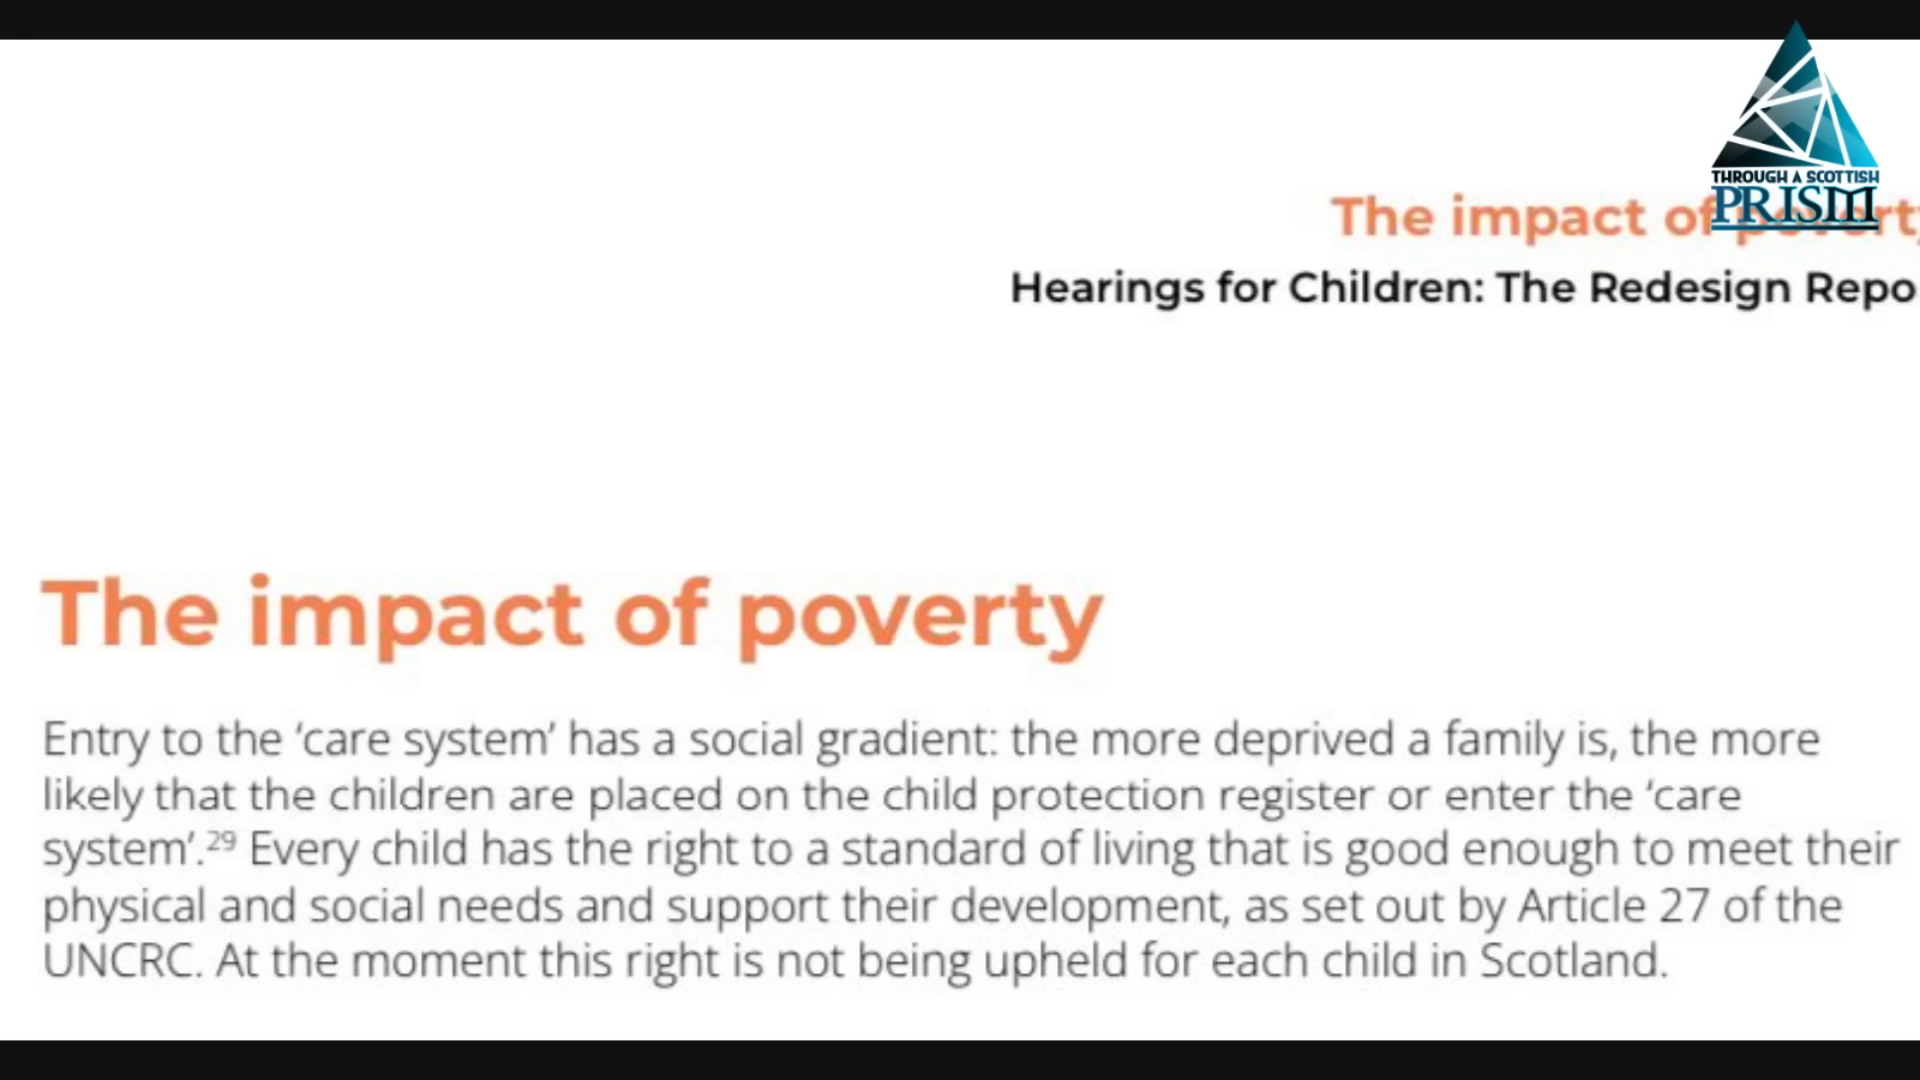 THROUGH A SCOTTISH
PRISM
The impact of
Hearings for Children: The Redesign Repo
The impact of poverty
Entry to the ‘care system’ has a social gradient: the more deprived a family is, the more
likely that the children are placed on the child protection register or enter the ‘care
system’.29 Every child has the right to a standard of living that is good enough to meet their
physical and social needs and support their development, as set out by Article 27 of the
UNCRC. At the moment this right is not being upheld for each child in Scotland.